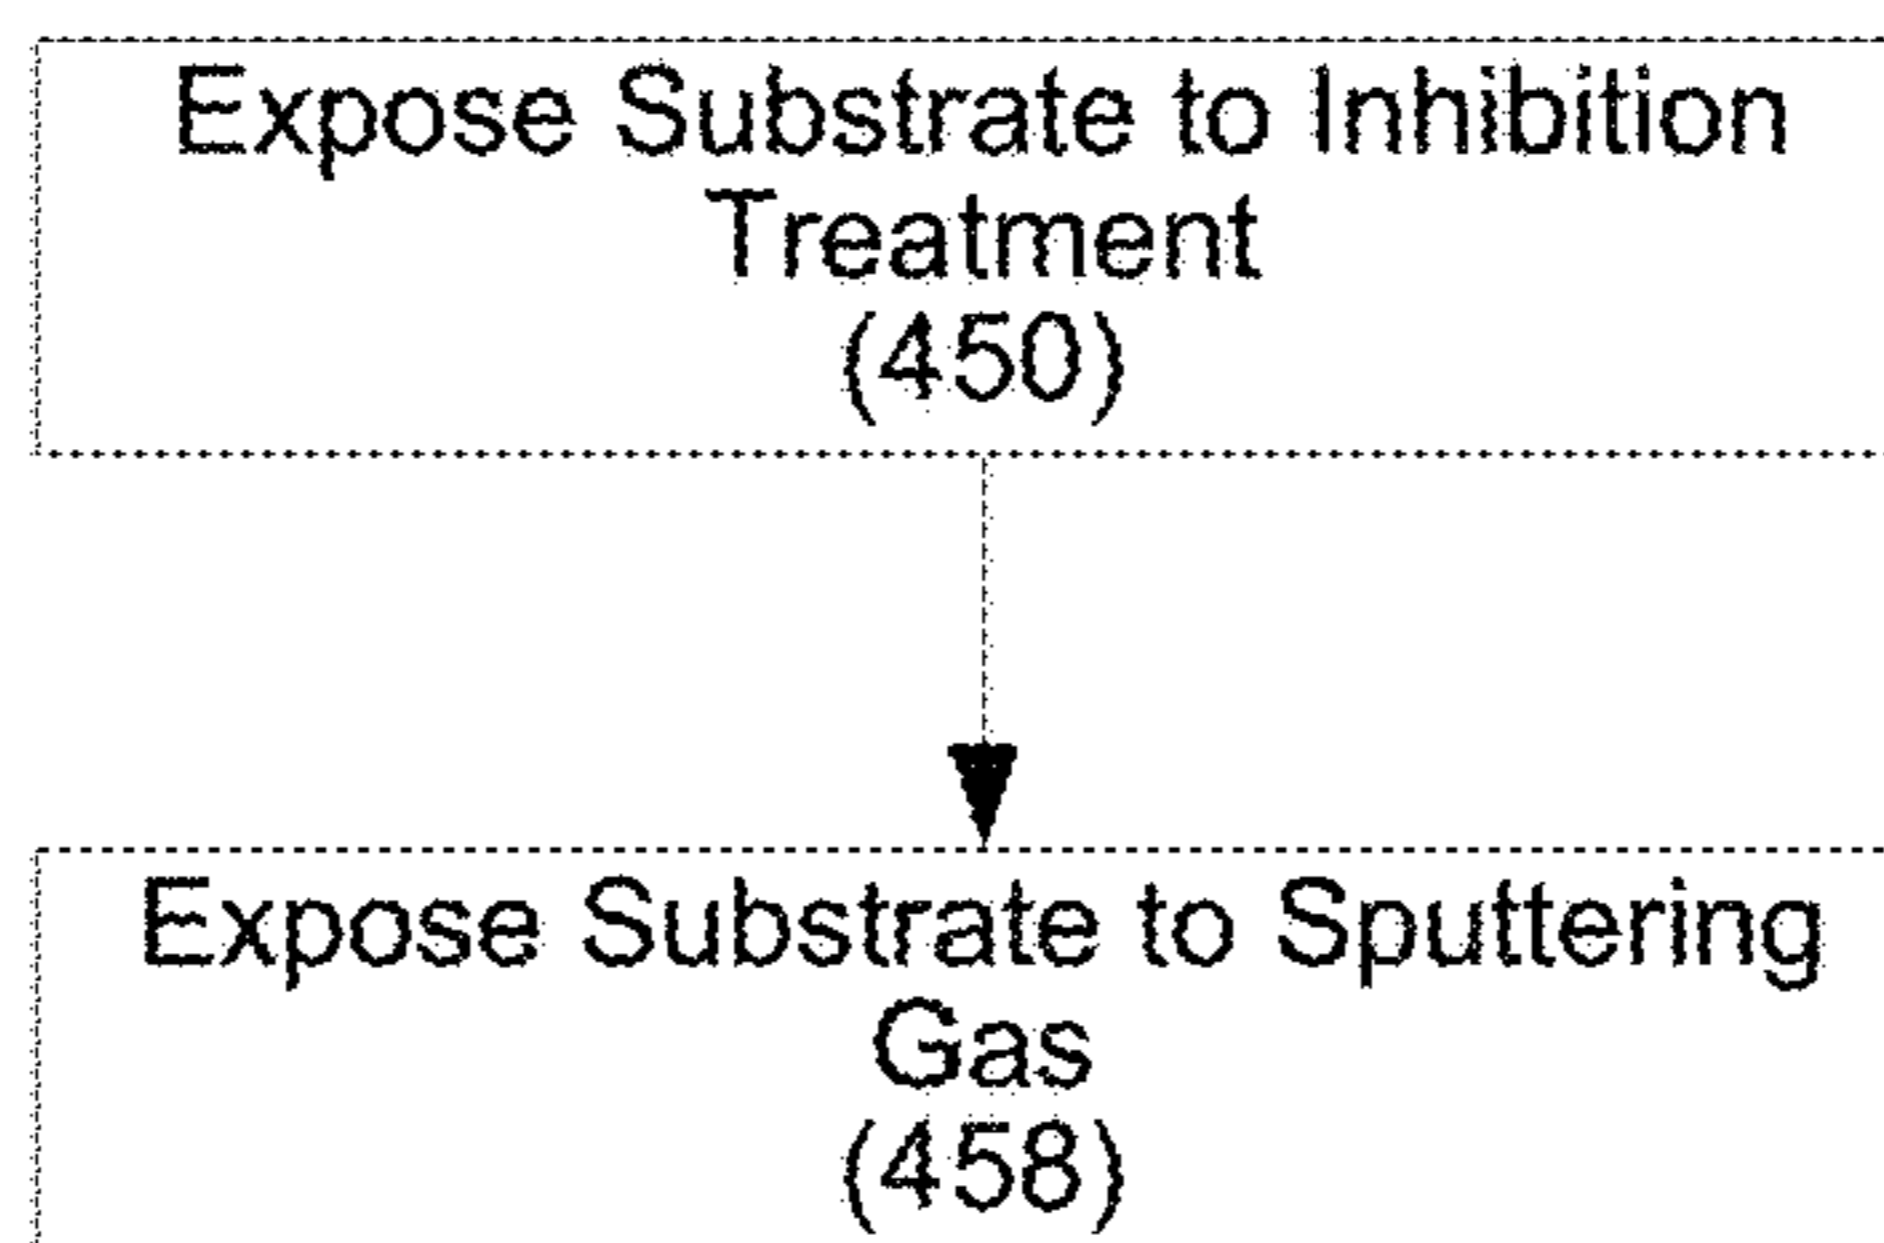 Expose Substrate to Inhibition
Treatment
(450)
Expose Substrate to Sputtering
Gas
(458)